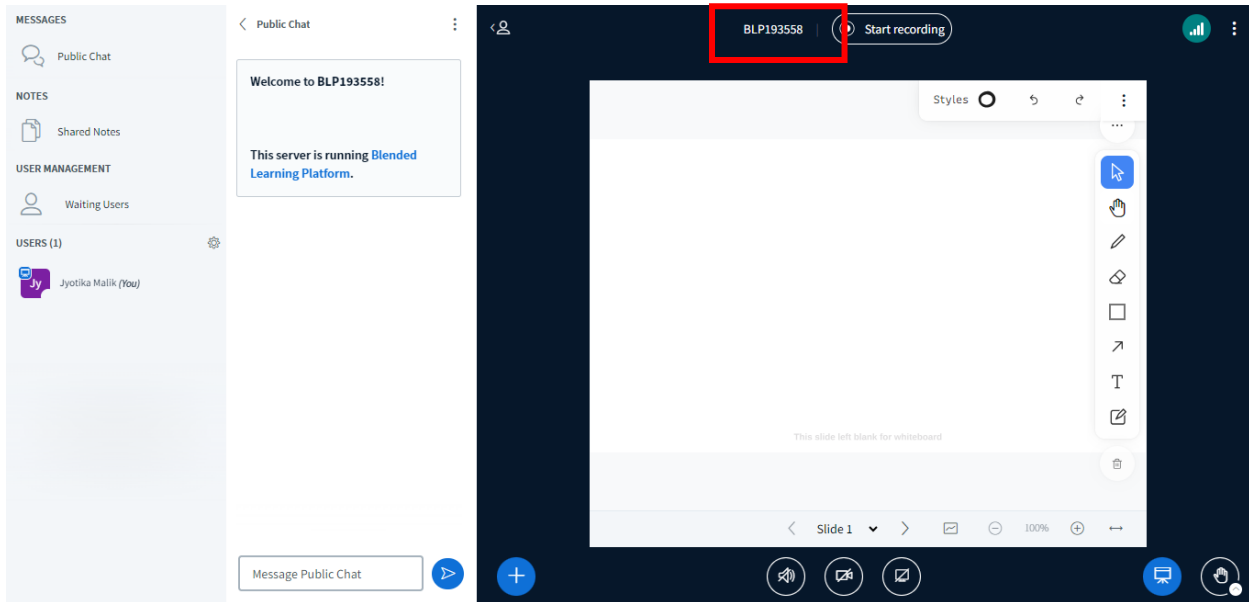 MESSAGES
Public Chat
NOTES
Shared Notes
USER MANAGEMENT
Waiting Users
USERS (1)
Jy
Jyotika Malik (You)
Public Chat
Welcome to BLP193558!
This server is running Blended
Learning Platform.
Message Public Chat
BLP193558
Start recording
Styles
This slide left blank for whiteboard
T
Slide 1
100%